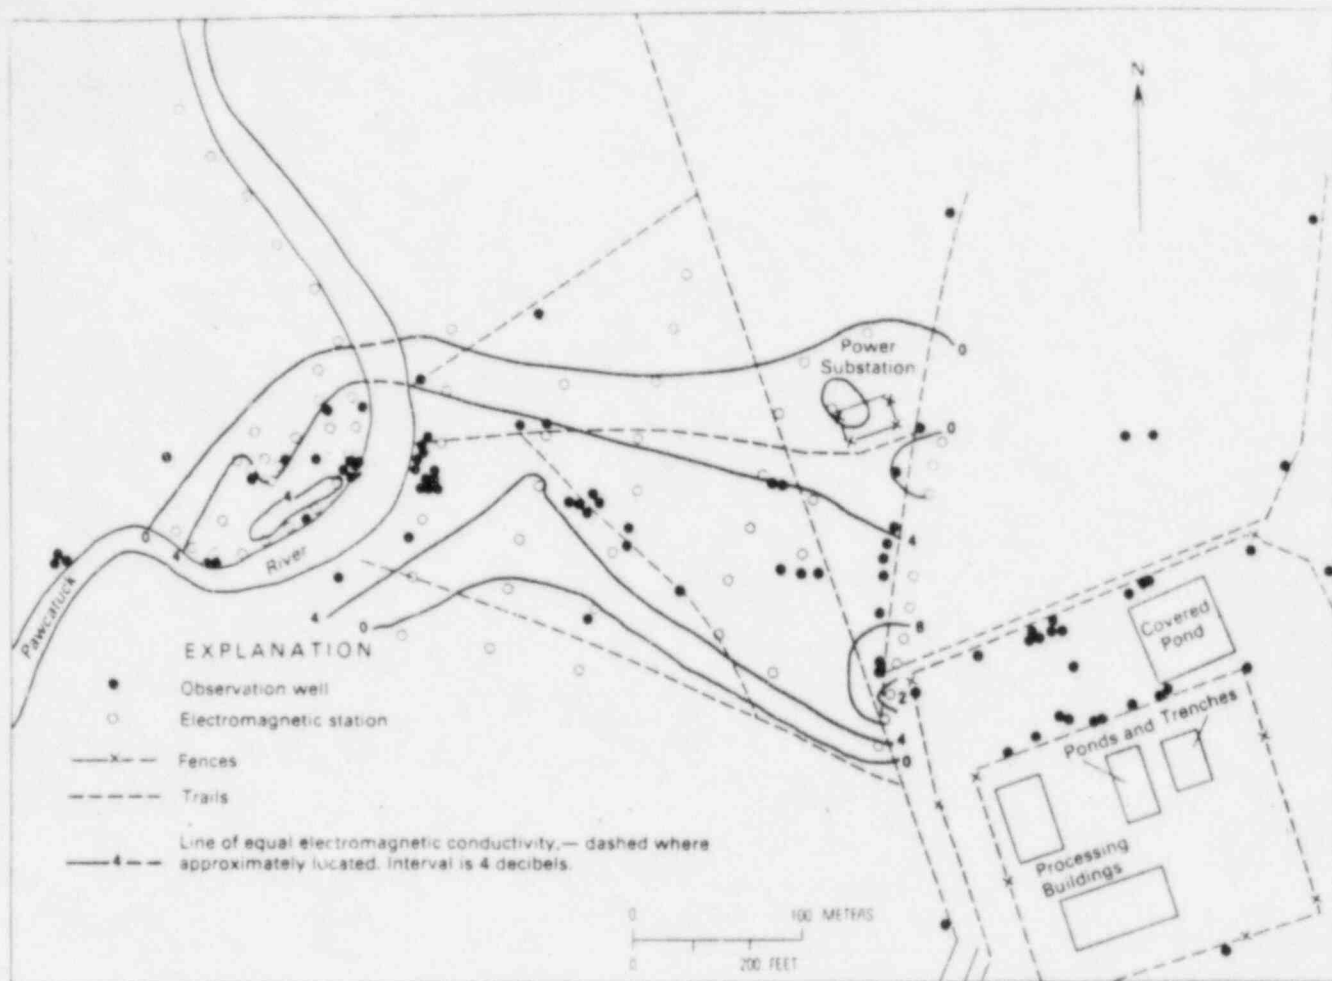 N
Power
Substation
0
0
4
8
2
4
0
0
4
4
4
0
River
Pawcatuck
Covered
Pond
Ponds and Trenches
Processing
Buildings
EXPLANATION
Observation well
Electromagnetic station
Fences
Trails
4
Line of equal electromagnetic conductivity,— dashed where
approximately located. Interval is 4 decibels.
0 100 METERS
0 200 FEET